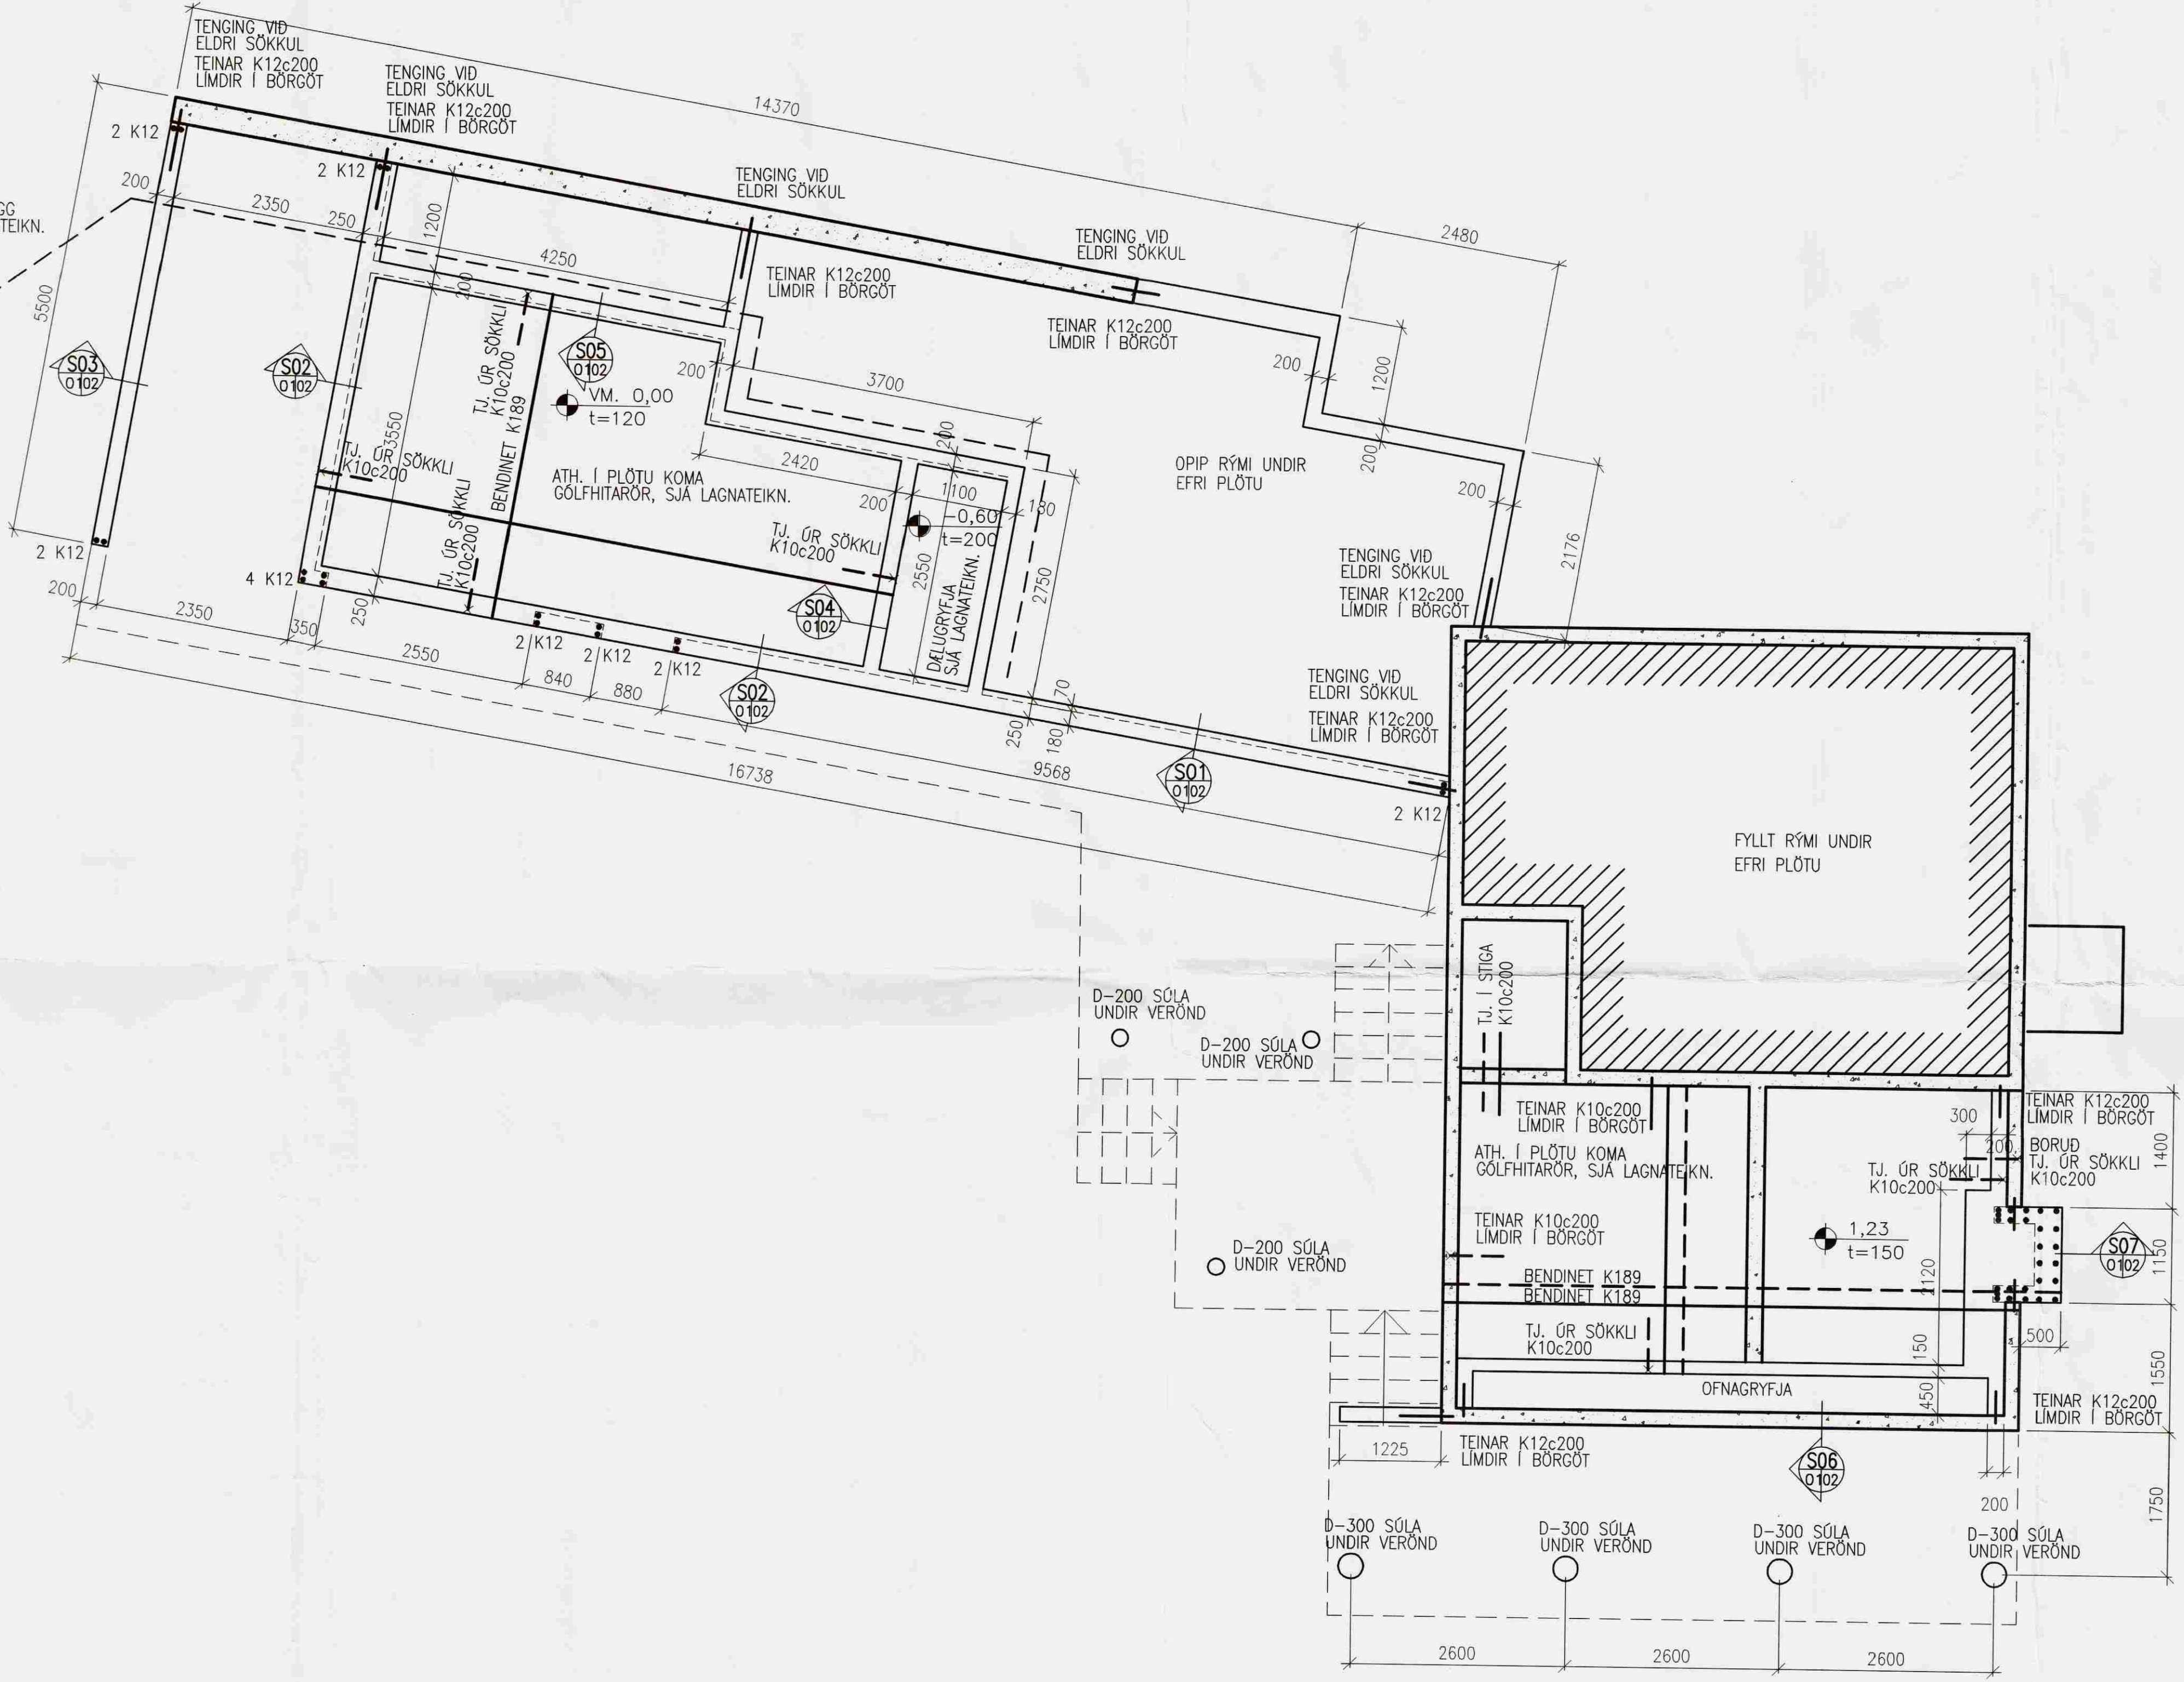 TENGING VIÐ
ELDRI SÖKKUL
TEINAR K12c200
LÍMDIR Í BÖRGÖT
TENGING VIÐ
ELDRI SÖKKUL
TEINAR K12c200
LÍMDIR Í BÖRGÖT
14370
2 K12
2 K12
TENGING VIÐ
ELDRI SÖKKUL
200
2350
250
1200
TEIKN.
4250
200
TEINAR K12c200
LÍMDIR Í BÖRGÖT
TENGING VIÐ
ELDRI SÖKKUL
2480
TEINAR K12c200
LÍMDIR Í BÖRGÖT
5500
S03
0102
S02
0102
TJ. ÚR SÖKKLI
K10c200
BENDINET K189
S05
0102
VM. 0,00
t=120
200
3700
200
1200
3550
TJ. ÚR SÖKKLI
K10c200
TJ. ÚR SÖKKLI
K10c200
ATH. Í PLÖTU KOMA
GÓLFHITARÖR, SJÁ LAGNATEIKN.
2420
200
200
1100
180
OPIP RÝMI UNDIR
EFRI PLÖTU
200
200
-0,60
t=200
TJ. ÚR SÖKKLI
K10c200
2550
DÆLUGRYFJA
SJÁ LAGNATEIKN.
2750
2176
2 K12
4 K12
200
2350
350
250
2550
2 K12
2 K12
2 K12
840
880
S04
0102
S02
0102
TENGING VIÐ
ELDRI SÖKKUL
TEINAR K12c200
LÍMDIR Í BÖRGÖT
TENGING VIÐ
ELDRI SÖKKUL
TEINAR K12c200
LÍMDIR Í BÖRGÖT
70
250
180
16738
9568
S01
0102
2 K12
FYLLT RÝMI UNDIR
EFRI PLÖTU
TJ. Í STIGA
K10c200
D-200 SÚLA
UNDIR VERÖND
D-200 SÚLA
UNDIR VERÖND
TEINAR K10c200
LÍMDIR Í BÖRGÖT
300
200
TEINAR K12c200
LÍMDIR Í BÖRGÖT
BORUÐ
TJ. ÚR SÖKKLI
K10c200
1400
ATH. Í PLÖTU KOMA
GÓLFHITARÖR, SJÁ LAGNATEIKN.
TJ. ÚR SÖKKLI
K10c200
TEINAR K10c200
LÍMDIR Í BÖRGÖT
1,23
t=150
D-200 SÚLA
UNDIR VERÖND
S07
0102
1150
BENDINET K189
BENDINET K189
2120
TJ. ÚR SÖKKLI
K10c200
150
500
1550
OFNAGRYFJA
450
TEINAR K12c200
LÍMDIR Í BÖRGÖT
1225
TEINAR K12c200
LÍMDIR Í BÖRGÖT
S06
0102
200
1750
D-300 SÚLA
UNDIR VERÖND
D-300 SÚLA
UNDIR VERÖND
D-300 SÚLA
UNDIR VERÖND
D-300 SÚLA
UNDIR VERÖND
2600
2600
2600